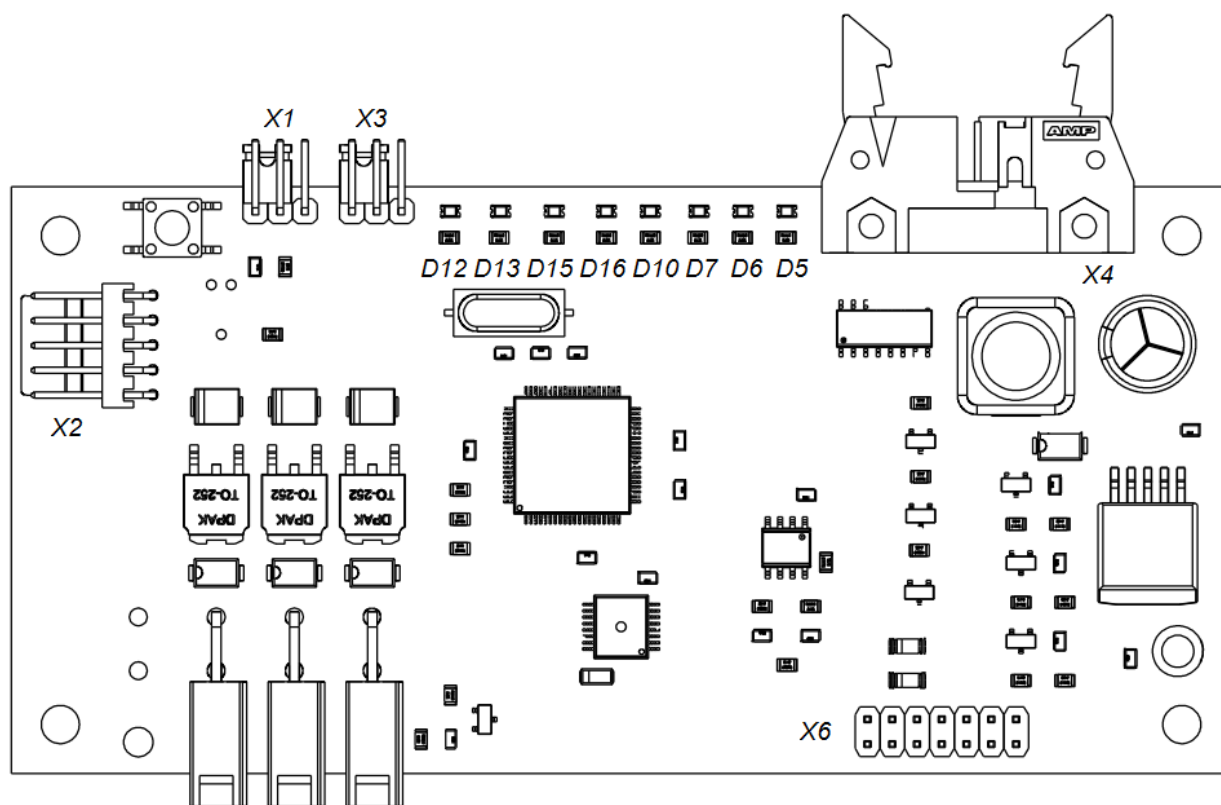 X1 X3
AMP
D12 D13 D15 D16 D10 D7 D6 D5
X4
X2
TO-252 TO-252 TO-252
DPAK DPAK DPAK
X6